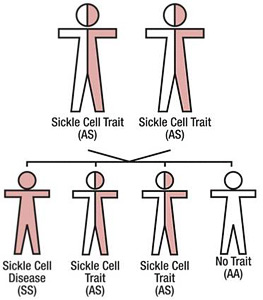 Sickle Cell Trait
(AS)
Sickle Cell Trait
(AS)
Sickle Cell
Disease
(SS)
Sickle Cell
Trait
(AS)
Sickle Cell
Trait
(AS)
No Trait
(AA)